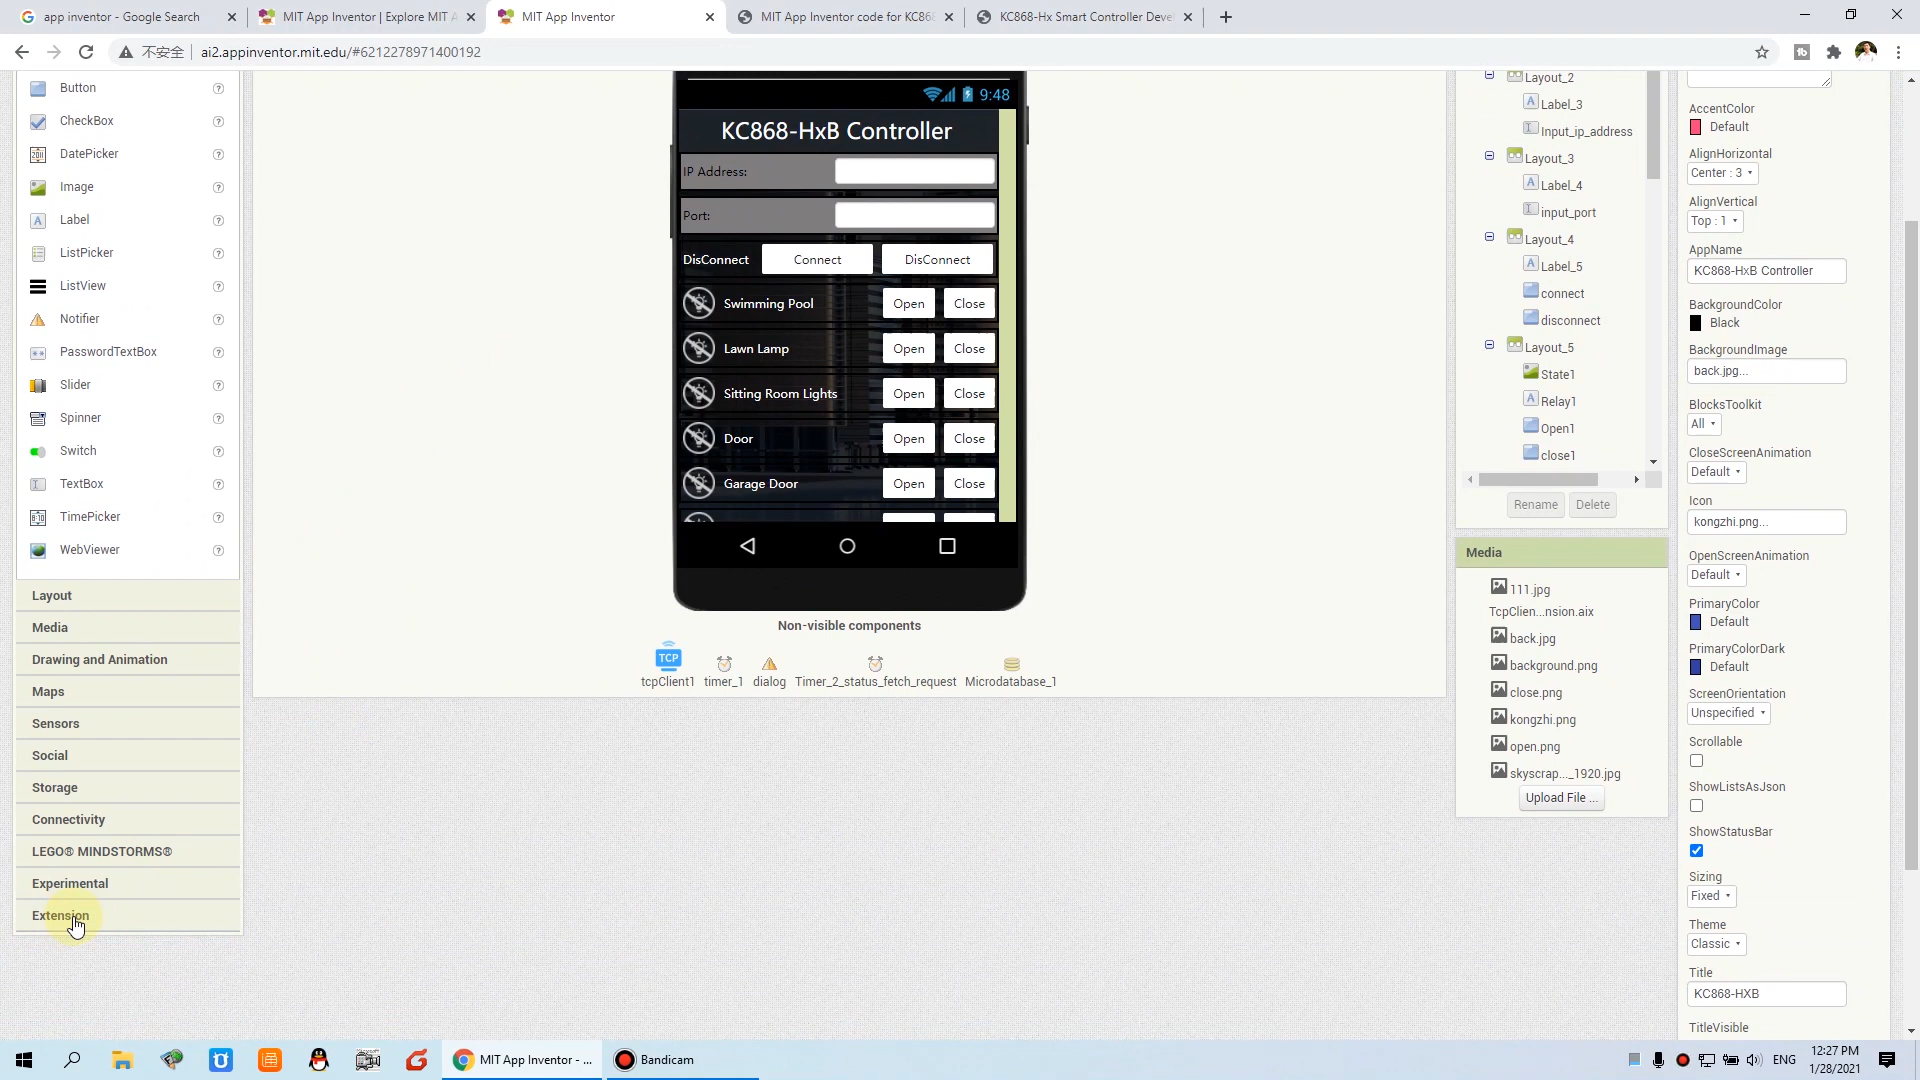 app inventor - Google Search
MIT App Inventor | Explore MIT A
MIT App Inventor
MIT App Inventor code for KC868
KC868-Hx Smart Controller Deve
不安全
ai2.appinventor.mit.edu/#6212278971400192
Button
CheckBox
DatePicker
Image
Label
ListPicker
ListView
Notifier
PasswordTextBox
Slider
Spinner
Switch
TextBox
TimePicker
WebViewer
Layout
Media
Drawing and Animation
Maps
Sensors
Social
Storage
Connectivity
LEGO® MINDSTORMS®
Experimental
Extension
9:48
KC868-HxB Controller
IP Address:
Port:
DisConnect Connect DisConnect
Swimming Pool Open Close
Lawn Lamp Open Close
Sitting Room Lights Open Close
Door Open Close
Garage Door Open Close
Non-visible components
TCP
tcpClient1 timer_1 dialog Timer_2_status_fetch_request Microdatabase_1
Layout_2
Label_3
Input_ip_address
Layout_3
Label_4
input_port
Layout_4
Label_5
connect
disconnect
Layout_5
State1
Relay1
Open1
close1
Rename Delete
Media
111.jpg
TcpClien...nsion.aix
back.jpg
background.png
close.png
kongzhi.png
open.png
skyscrap..._1920.jpg
Upload File ...
AccentColor
Default
AlignHorizontal
Center : 3
AlignVertical
Top : 1
AppName
KC868-HxB Controller
BackgroundColor
Black
BackgroundImage
back.jpg...
BlocksToolkit
All
CloseScreenAnimation
Default
Icon
kongzhi.png...
OpenScreenAnimation
Default
PrimaryColor
Default
PrimaryColorDark
Default
ScreenOrientation
Unspecified
Scrollable
ShowListsAsJson
ShowStatusBar
Sizing
Fixed
Theme
Classic
Title
KC868-HXB
TitleVisible
MIT App Inventor - ...
Bandicam
ENG
12:27 PM
1/28/2021